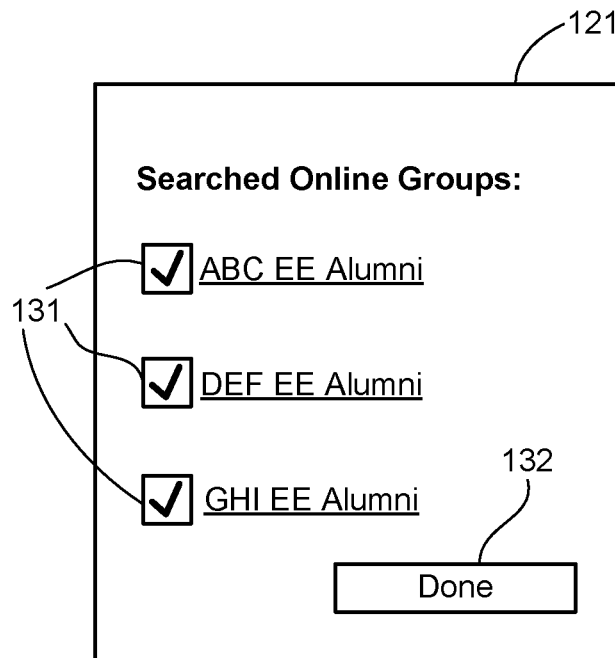 121
Searched Online Groups:
ABC EE Alumni
131
DEF EE Alumni
GHI EE Alumni
132
Done